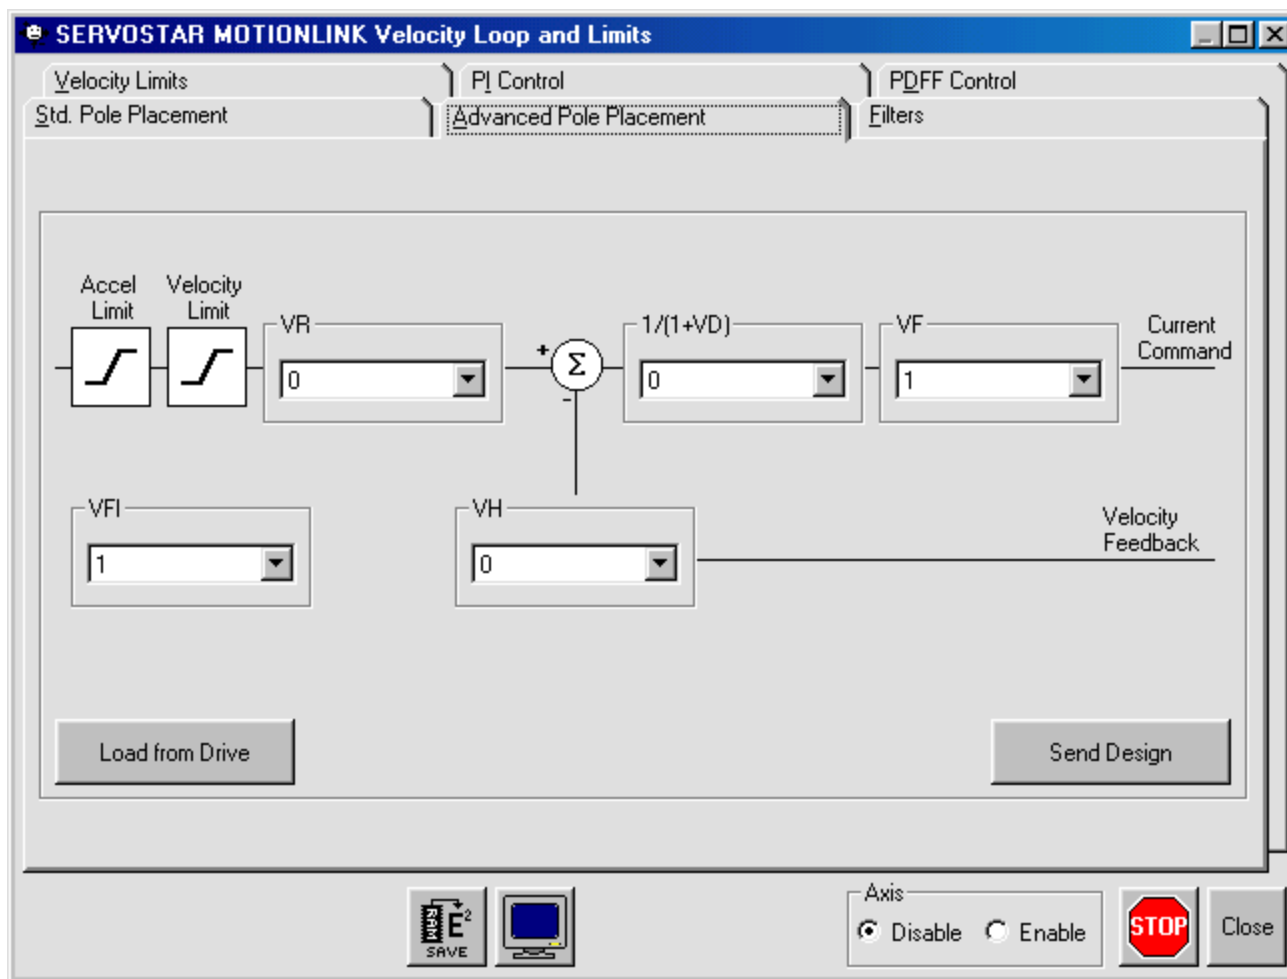 SERVOSTAR MOTIONLINK Velocity Loop and Limits
Velocity Limits
PI Control
PDFF Control
Std. Pole Placement
Advanced Pole Placement
Filters
Accel
Limit
Velocity
Limit
VR
0
+
Σ
-
1/(1+VD)
0
VF
1
Current
Command
VFI
1
VH
0
Velocity
Feedback
Load from Drive
Send Design
RAM
E²
SAVE
Axis
Disable
Enable
STOP
Close